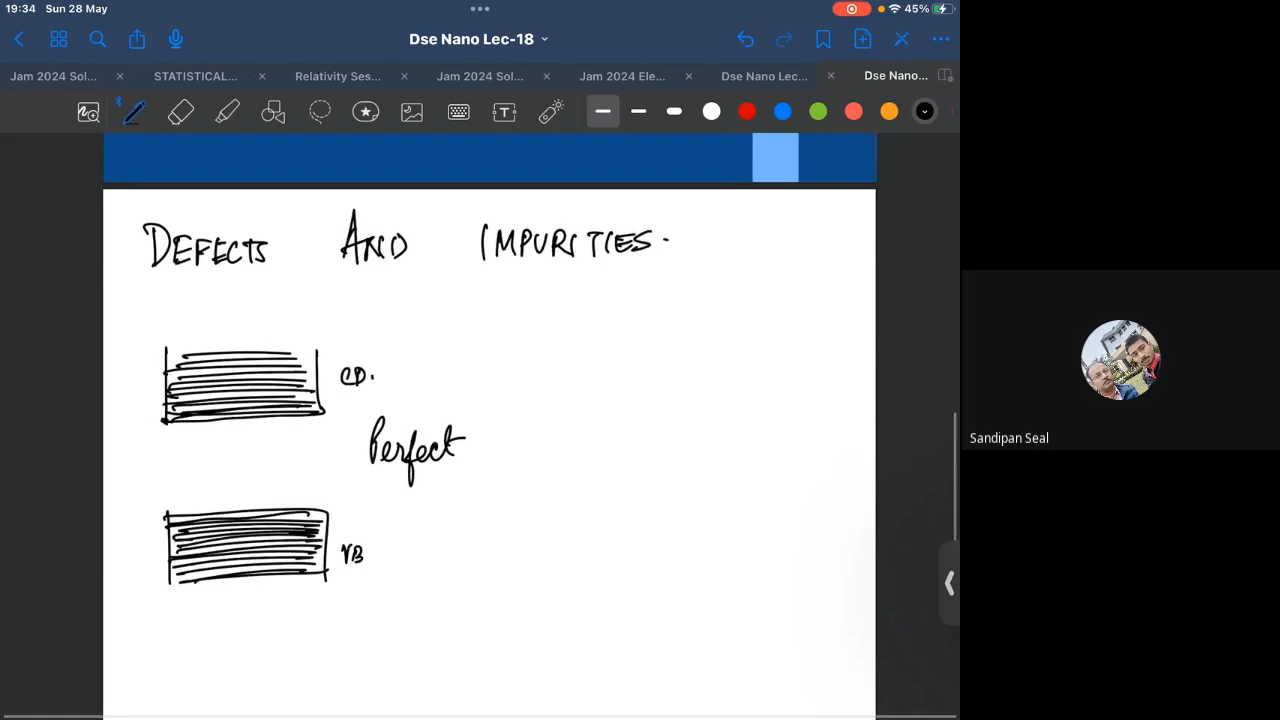 19:34 Sun 28 May
45%
Dse Nano Lec-18
Jam 2024 Sol...
STATISTICAL...
Relativity Ses...
Jam 2024 Sol...
Jam 2024 Ele...
Dse Nano Lec...
Dse Nano...
DEFECTS AND IMPURITIES.
Perfect
VB
Sandipan Seal